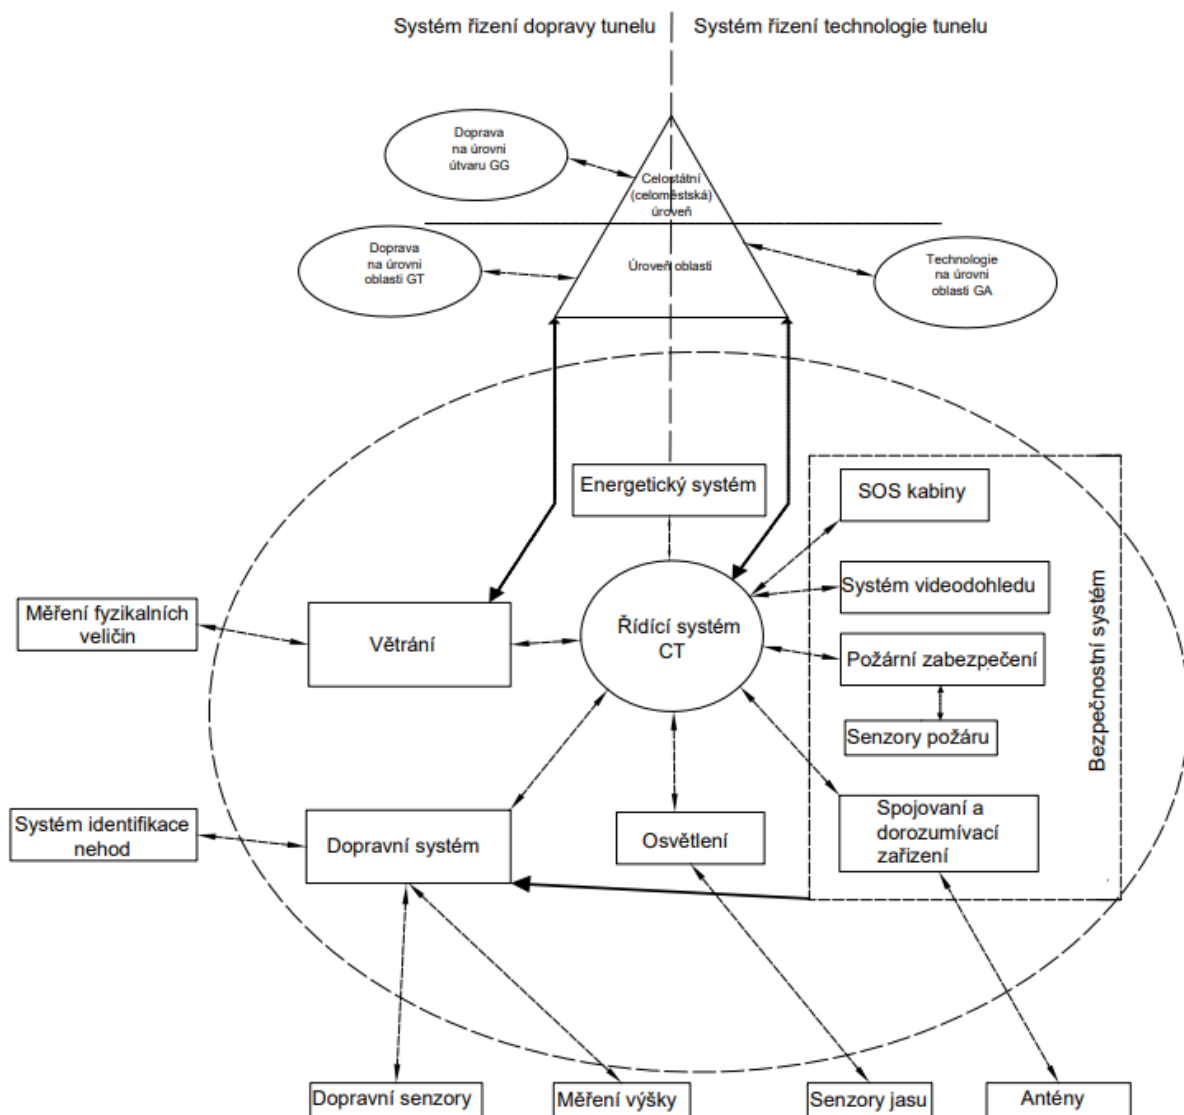 Systém řizení dopravy tunelu
Systém řizení technologie tunelu
Doprava
na úrovni
útvaru GG
Celostátní
(celoměstská)
úroveň
Doprava
na úrovni
oblasti GT
Úroveň oblasti
Technologie
na úrovni
oblasti GA
Energetický systém
SOS kabiny
Systém videodohledu
Bezpečnostní systém
Měření fyzikalních
veličin
Větrání
Řídící systém
CT
Požární zabezpečení
Senzory požáru
Systém identifikace
nehod
Dopravní systém
Osvětlení
Spojovaní a
dorozumívací
zařizení
Dopravní senzory
Měření výšky
Senzory jasu
Antény